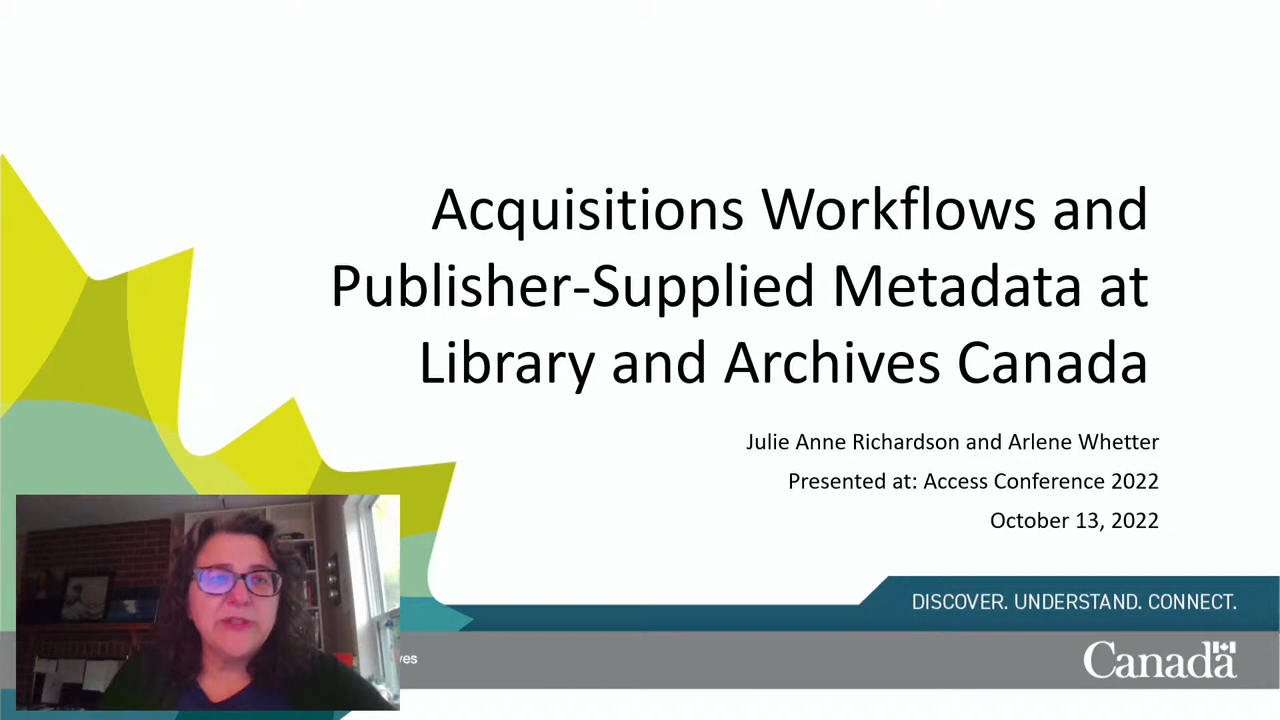 Acquisitions Workflows and
Publisher-Supplied Metadata at
Library and Archives Canada
Julie Anne Richardson and Arlene Whetter
Presented at: Access Conference 2022
October 13, 2022
DISCOVER. UNDERSTAND. CONNECT.
Canada